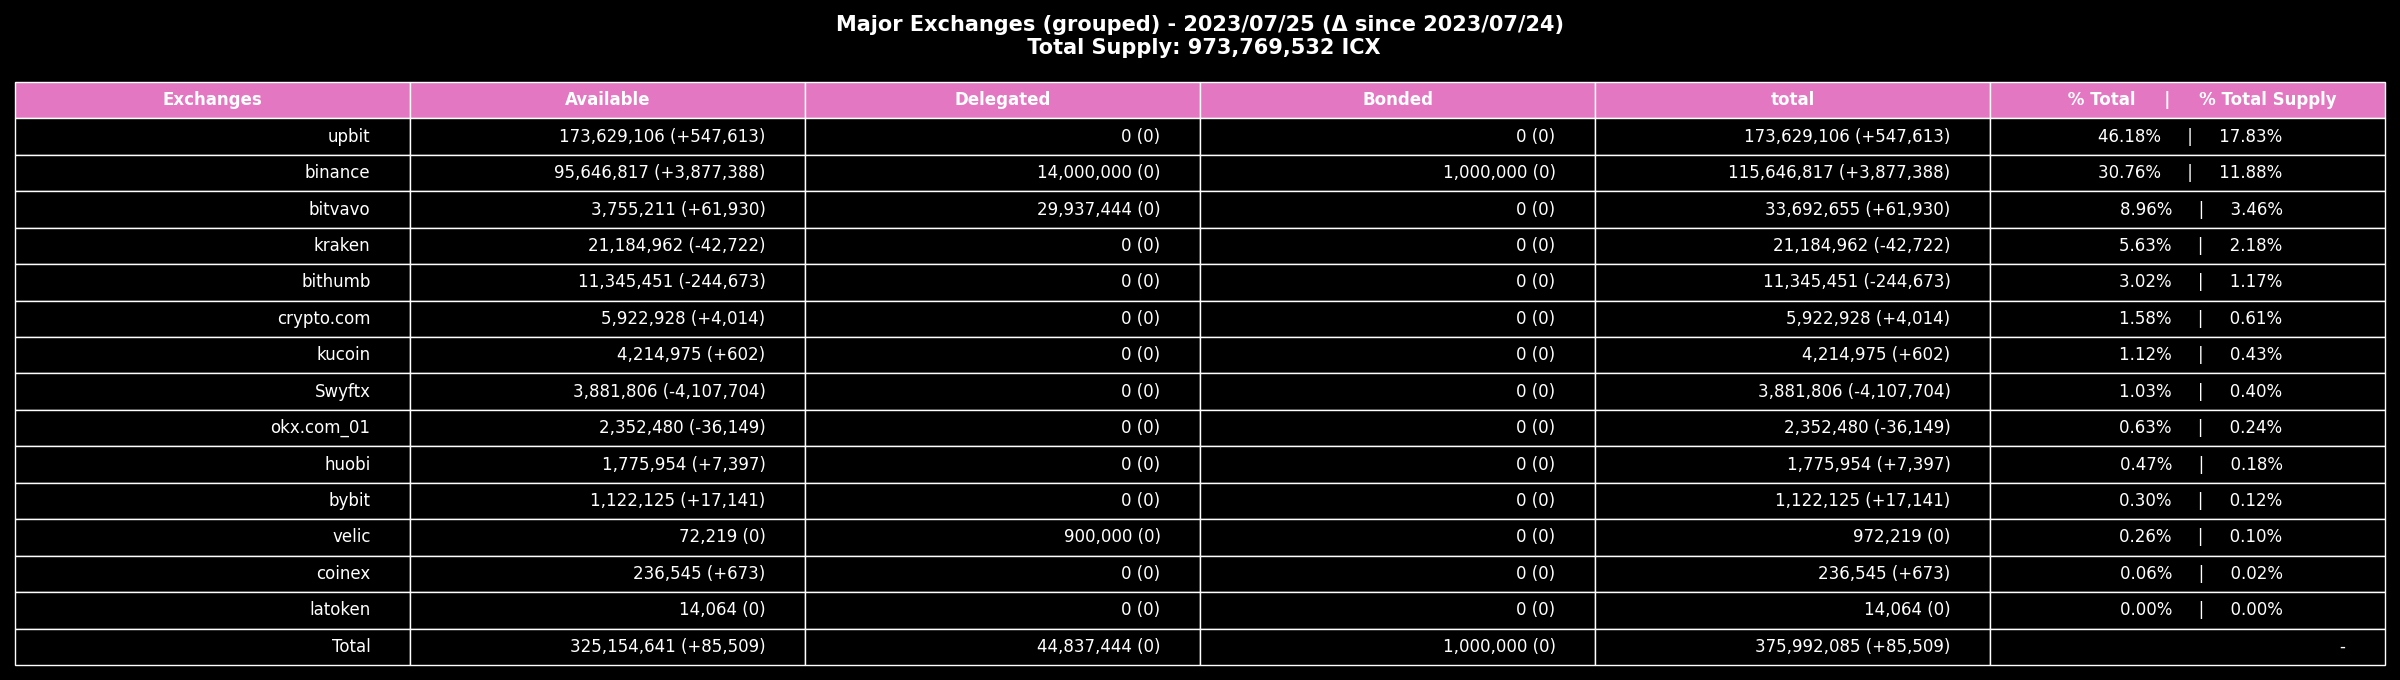 Major Exchanges (grouped) - 2023/07/25 (Δ since 2023/07/24)
Total Supply: 973,769,532 ICX
Exchanges Available Delegated Bonded total % Total | % Total Supply
upbit 173,629,106 (+547,613) 0 (0) 0 (0) 173,629,106 (+547,613) 46.18% | 17.83%
binance 95,646,817 (+3,877,388) 14,000,000 (0) 1,000,000 (0) 115,646,817 (+3,877,388) 30.76% | 11.88%
bitvavo 3,755,211 (+61,930) 29,937,444 (0) 0 (0) 33,692,655 (+61,930) 8.96% | 3.46%
kraken 21,184,962 (-42,722) 0 (0) 0 (0) 21,184,962 (-42,722) 5.63% | 2.18%
bithumb 11,345,451 (-244,673) 0 (0) 0 (0) 11,345,451 (-244,673) 3.02% | 1.17%
crypto.com 5,922,928 (+4,014) 0 (0) 0 (0) 5,922,928 (+4,014) 1.58% | 0.61%
kucoin 4,214,975 (+602) 0 (0) 0 (0) 4,214,975 (+602) 1.12% | 0.43%
Swyftx 3,881,806 (-4,107,704) 0 (0) 0 (0) 3,881,806 (-4,107,704) 1.03% | 0.40%
okx.com_01 2,352,480 (-36,149) 0 (0) 0 (0) 2,352,480 (-36,149) 0.63% | 0.24%
huobi 1,775,954 (+7,397) 0 (0) 0 (0) 1,775,954 (+7,397) 0.47% | 0.18%
bybit 1,122,125 (+17,141) 0 (0) 0 (0) 1,122,125 (+17,141) 0.30% | 0.12%
velic 72,219 (0) 900,000 (0) 0 (0) 972,219 (0) 0.26% | 0.10%
coinex 236,545 (+673) 0 (0) 0 (0) 236,545 (+673) 0.06% | 0.02%
latoken 14,064 (0) 0 (0) 0 (0) 14,064 (0) 0.00% | 0.00%
Total 325,154,641 (+85,509) 44,837,444 (0) 1,000,000 (0) 375,992,085 (+85,509) -